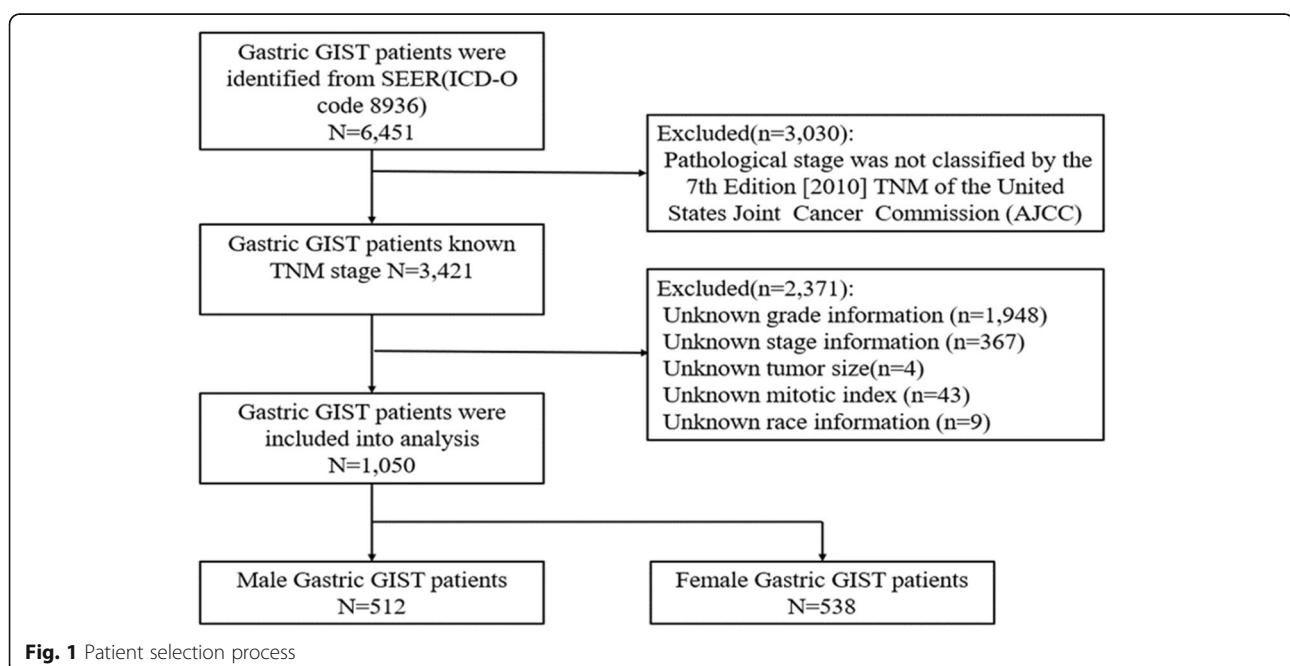 Gastric GIST patients were
identified from SEER(ICD-O
code 8936)
N=6,451
Excluded(n=3,030):
Pathological stage was not classified by the
7th Edition [2010] TNM of the United
States Joint Cancer Commission (AJCC)
Gastric GIST patients known
TNM stage N=3,421
Excluded(n=2,371):
Unknown grade information (n=1,948)
Unknown stage information (n=367)
Unknown tumor size(n=4)
Unknown mitotic index (n=43)
Unknown race information (n=9)
Gastric GIST patients were
included into analysis
N=1,050
Male Gastric GIST patients
N=512
Female Gastric GIST patients
N=538
Fig. 1 Patient selection process